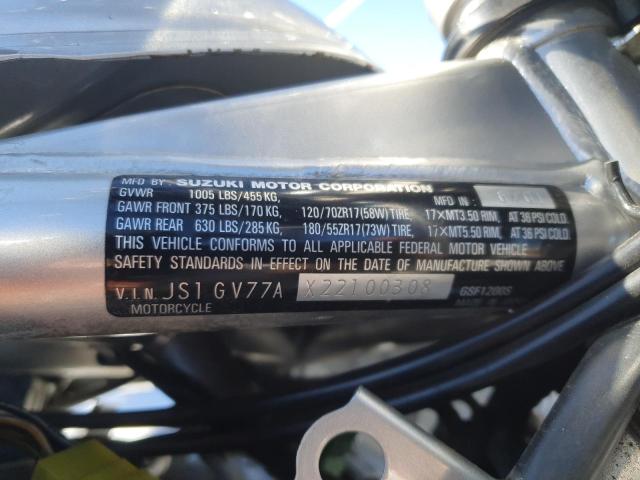 MFD BY SUZUKI MOTOR CORPORATION MFD IN
GVWR 1005 LBS/455 KG,
GAWR FRONT 375 LBS/170 KG, 120/70ZR17(58W)TIRE, 17×MT3.50 RIM, AT 36 PSI COLD.
GAWR REAR 630 LBS/285 KG, 180/55ZR17(73W)TIRE, 17×MT5.50 RIM, AT 36 PSI COLD.
THIS VEHICLE CONFORMS TO ALL APPLICABLE FEDERAL MOTOR VEHICLE
SAFETY STANDARDS IN EFFECT ON THE DATE OF MANUFACTURE SHOWN ABOVE
V.I.N. JS1GV77A X22100308 GSF1200S
MOTORCYCLE MADE IN